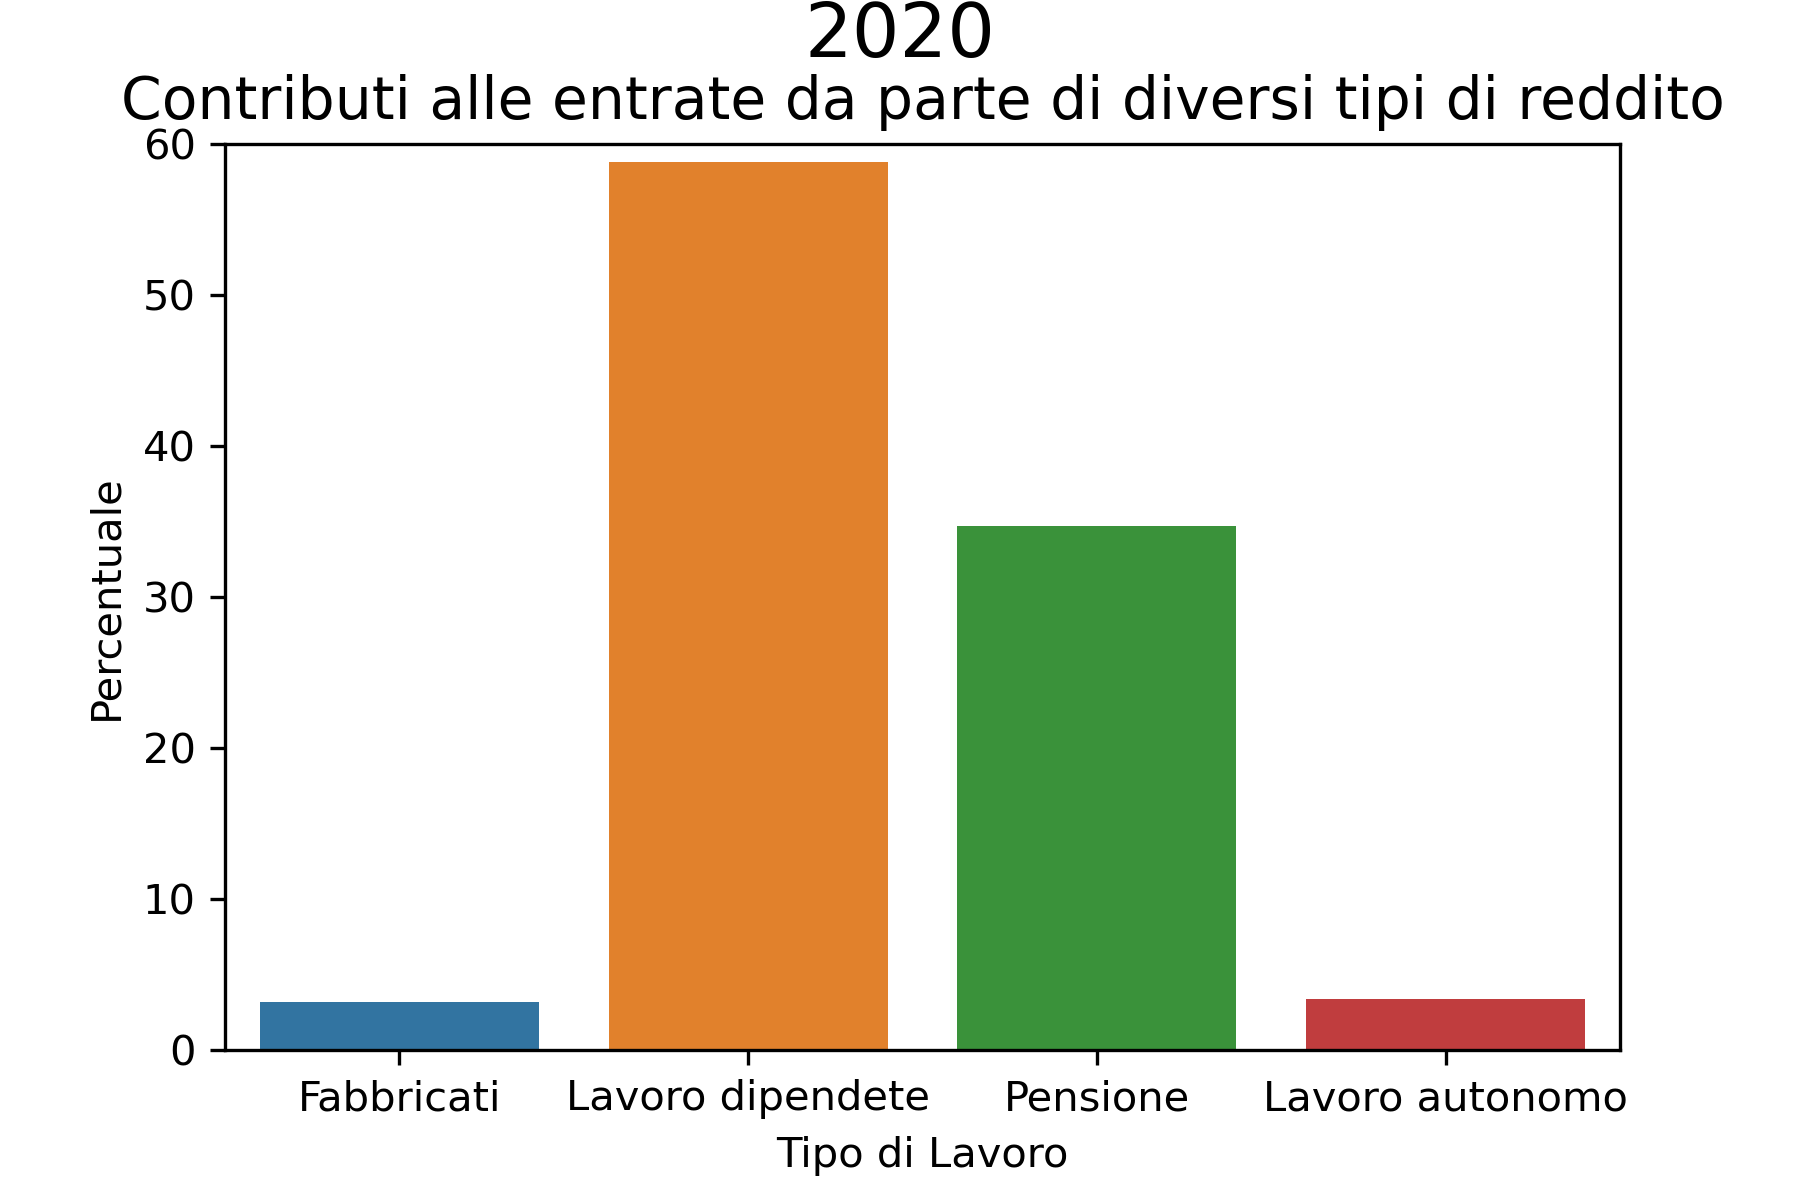 2020
Contributi alle entrate da parte di diversi tipi di reddito
60
50
40
30
20
10
0
Percentuale
Fabbricati Lavoro dipendete Pensione Lavoro autonomo
Tipo di Lavoro